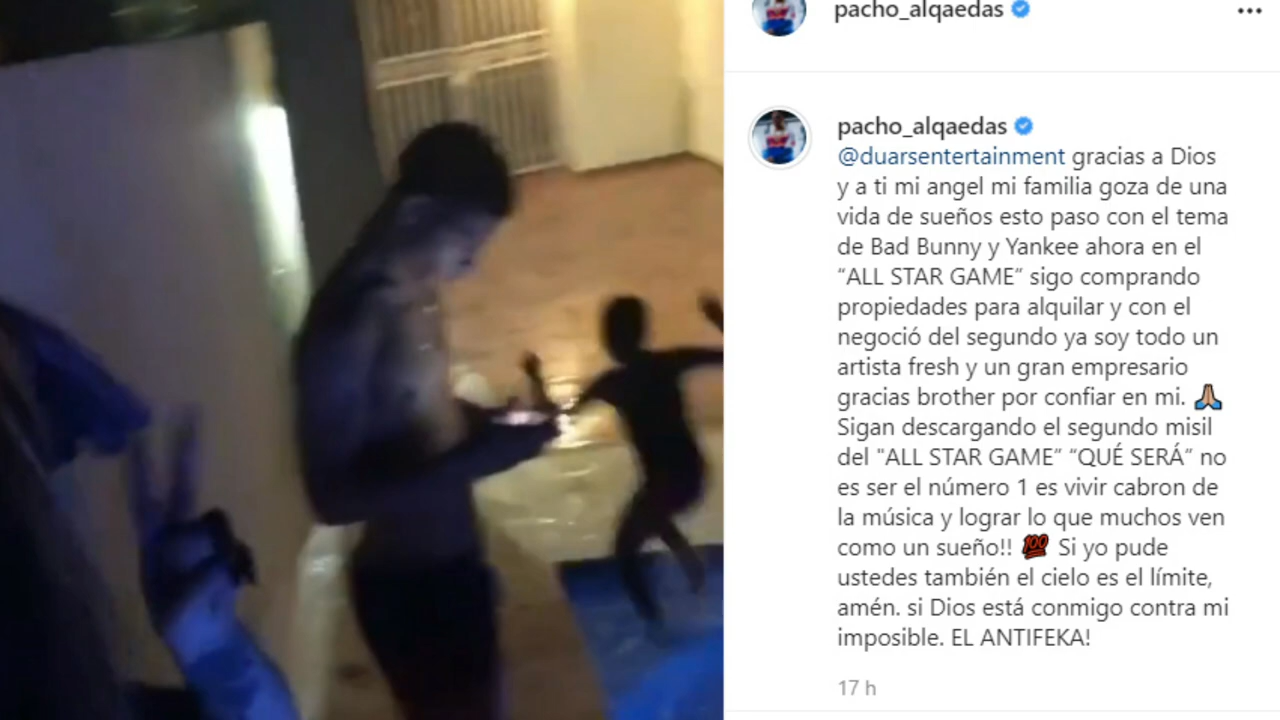 pacho_alqaedas
pacho_alqaedas
@duarsentertainment gracias a Dios
y a ti mi angel mi familia goza de una
vida de sueños esto paso con el tema
de Bad Bunny y Yankee ahora en el
“ALL STAR GAME” sigo comprando
propiedades para alquilar y con el
negoció del segundo ya soy todo un
artista fresh y un gran empresario
gracias brother por confiar en mi. 🙏🏽
Sigan descargando el segundo misil
del "ALL STAR GAME” “QUÉ SERÁ” no
es ser el número 1 es vivir cabron de
la música y lograr lo que muchos ven
como un sueño!! 💯 Si yo pude
ustedes también el cielo es el límite,
amén. si Dios está conmigo contra mi
imposible. EL ANTIFEKA!
17 h